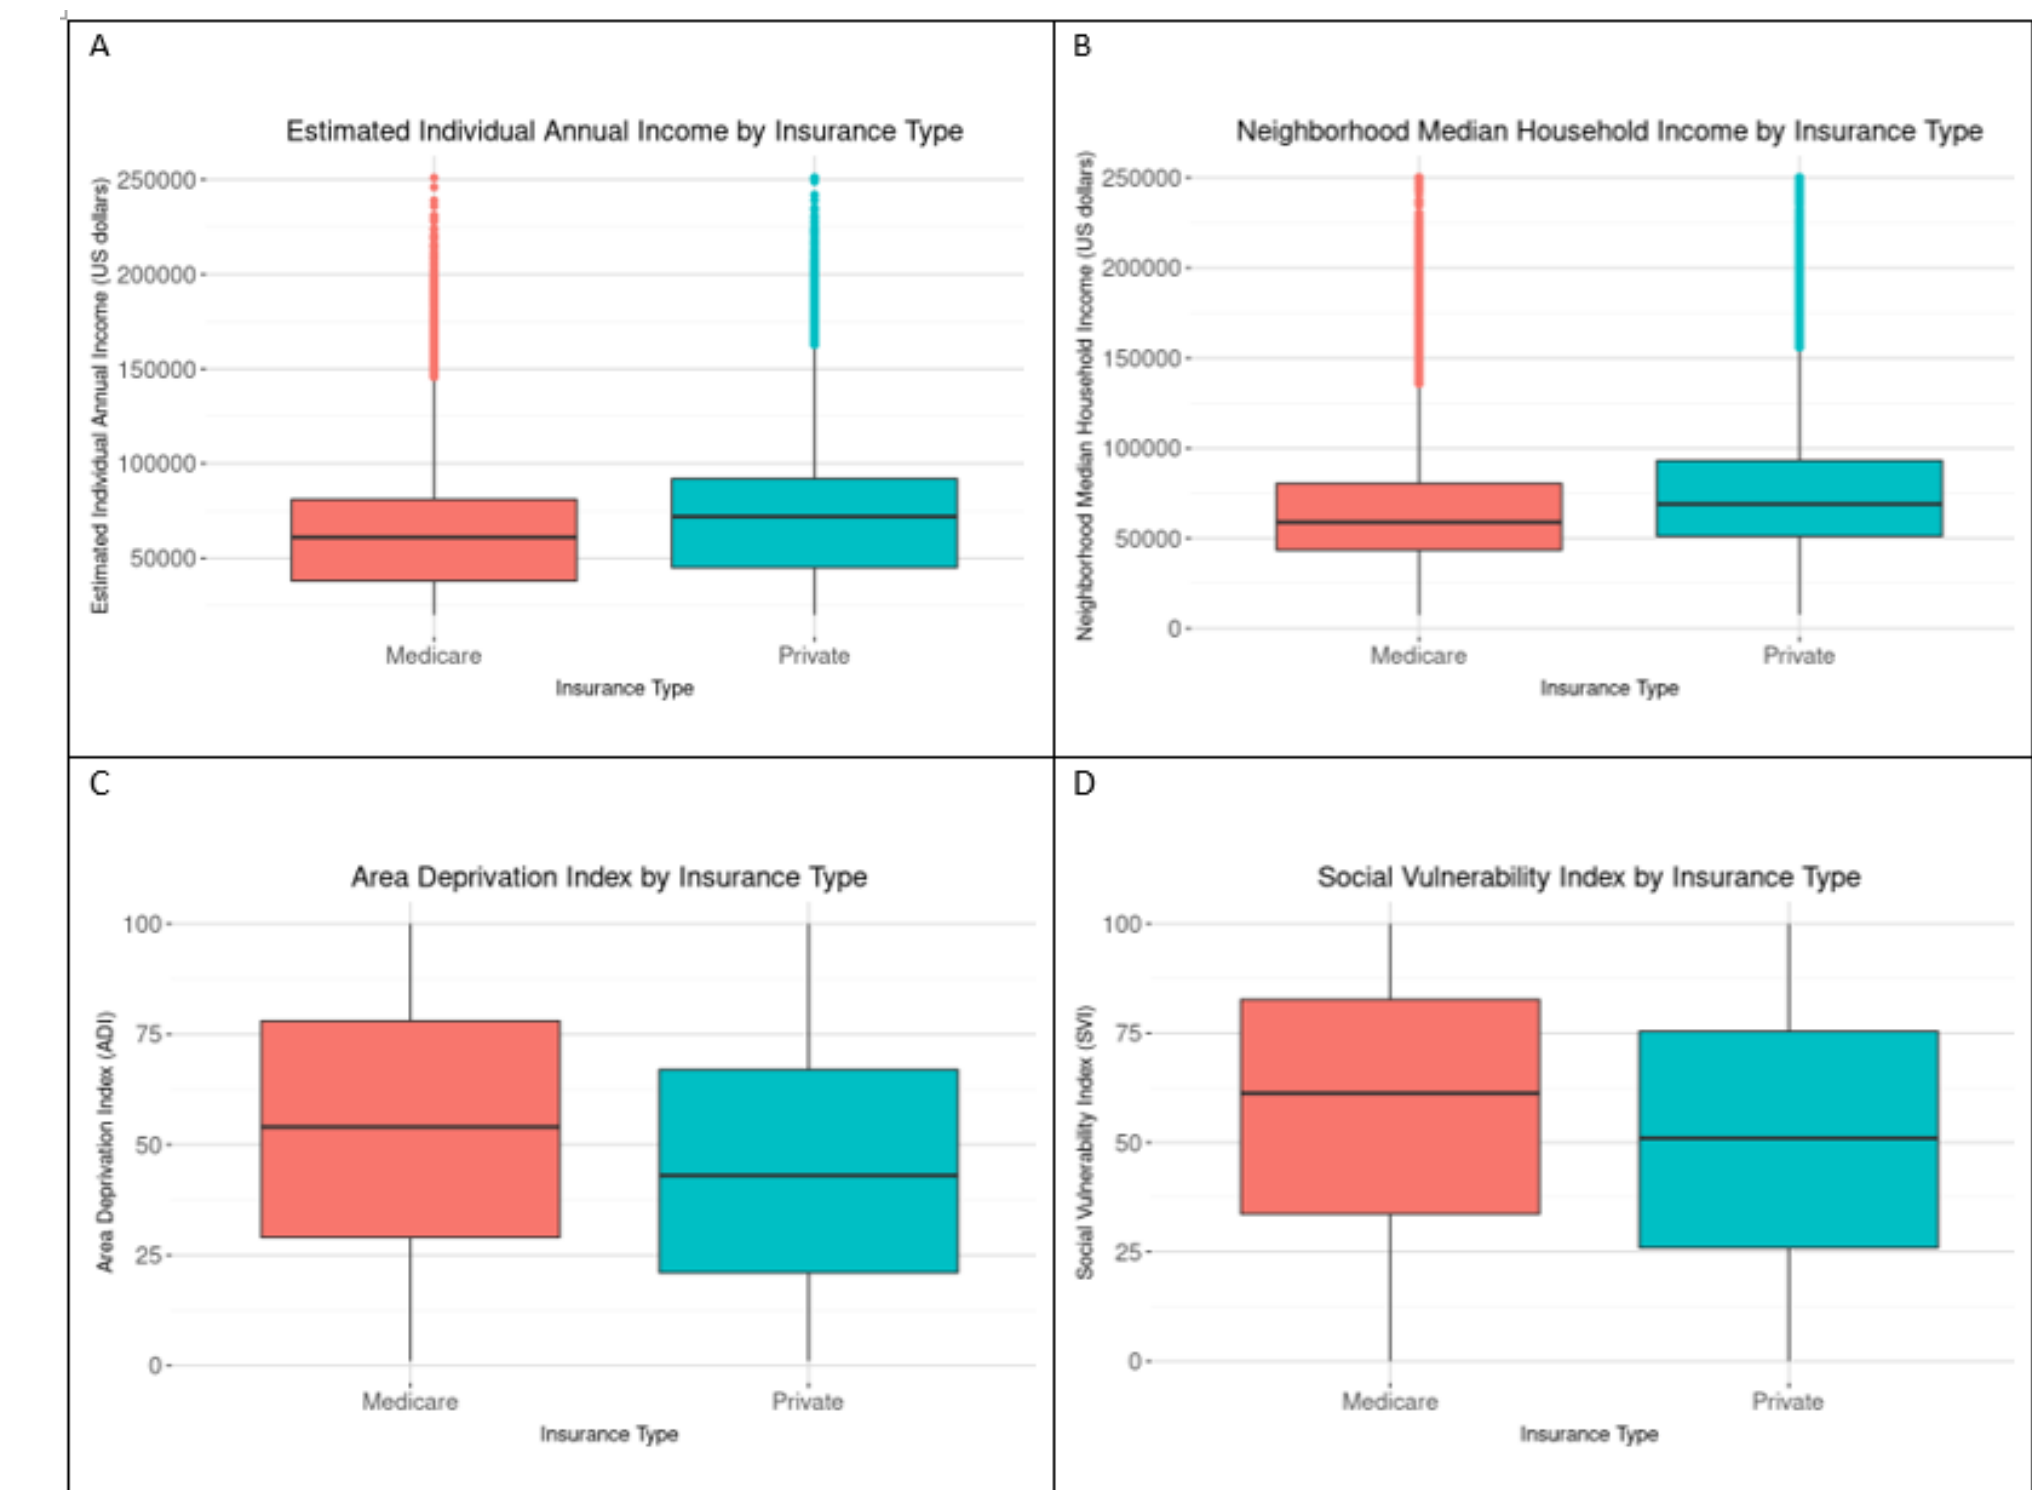 A
Estimated Individual Annual Income by Insurance Type
Estimated Individual Annual Income (US dollars)
250000
200000
150000
100000
50000
Medicare
Private
Insurance Type
B
Neighborhood Median Household Income by Insurance Type
Neighborhood Median Household Income (US dollars)
250000
200000
150000
100000
50000
0
Medicare
Private
Insurance Type
C
Area Deprivation Index by Insurance Type
Area Deprivation Index (ADI)
100
75
50
25
0
Medicare
Private
Insurance Type
D
Social Vulnerability Index by Insurance Type
Social Vulnerability Index (SVI)
100
75
50
25
0
Medicare
Private
Insurance Type